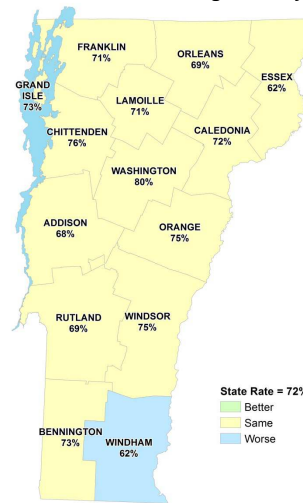 FRANKLIN
71%
ORLEANS
69%
ESSEX
62%
GRAND
ISLE
73%
LAMOILLE
71%
CHITTENDEN
76%
CALEDONIA
72%
WASHINGTON
80%
ADDISON
68%
ORANGE
75%
RUTLAND
69%
WINDSOR
75%
BENNINGTON
73%
WINDHAM
62%
State Rate = 72%
Better
Same
Worse